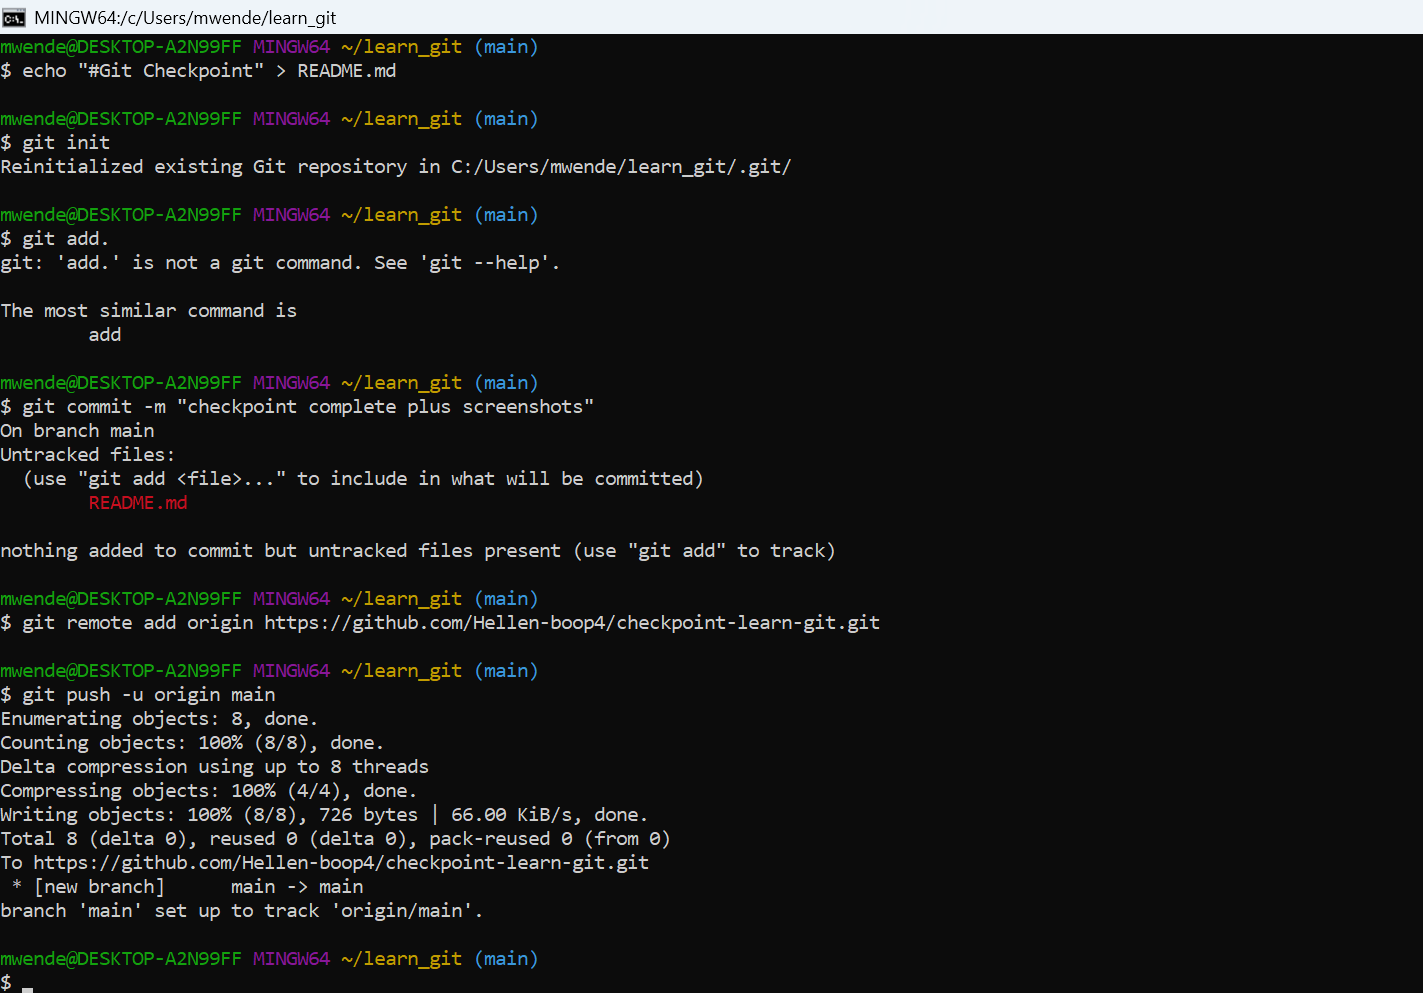 MINGW64:/c/Users/mwende/learn_git
mwende@DESKTOP-A2N99FF MINGW64 ~/learn_git (main)
$ echo "#Git Checkpoint" > README.md
mwende@DESKTOP-A2N99FF MINGW64 ~/learn_git (main)
$ git init
Reinitialized existing Git repository in C:/Users/mwende/learn_git/.git/
mwende@DESKTOP-A2N99FF MINGW64 ~/learn_git (main)
$ git add.
git: 'add.' is not a git command. See 'git --help'.
The most similar command is
add
mwende@DESKTOP-A2N99FF MINGW64 ~/learn_git (main)
$ git commit -m "checkpoint complete plus screenshots"
On branch main
Untracked files:
(use "git add <file>..." to include in what will be committed)
README.md
nothing added to commit but untracked files present (use "git add" to track)
mwende@DESKTOP-A2N99FF MINGW64 ~/learn_git (main)
$ git remote add origin https://github.com/Hellen-boop4/checkpoint-learn-git.git
mwende@DESKTOP-A2N99FF MINGW64 ~/learn_git (main)
$ git push -u origin main
Enumerating objects: 8, done.
Counting objects: 100% (8/8), done.
Delta compression using up to 8 threads
Compressing objects: 100% (4/4), done.
Writing objects: 100% (8/8), 726 bytes | 66.00 KiB/s, done.
Total 8 (delta 0), reused 0 (delta 0), pack-reused 0 (from 0)
To https://github.com/Hellen-boop4/checkpoint-learn-git.git
* [new branch] main -> main
branch 'main' set up to track 'origin/main'.
mwende@DESKTOP-A2N99FF MINGW64 ~/learn_git (main)
$